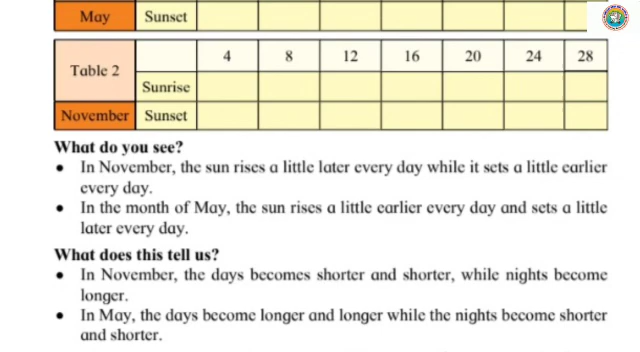 May Sunset
Table 2 4 8 12 16 20 24 28
Sunrise
November Sunset
What do you see?
• In November, the sun rises a little later every day while it sets a little earlier
every day.
• In the month of May, the sun rises a little earlier every day and sets a little
later every day.
What does this tell us?
• In November, the days becomes shorter and shorter, while nights become
longer.
• In May, the days become longer and longer while the nights become shorter
and shorter.